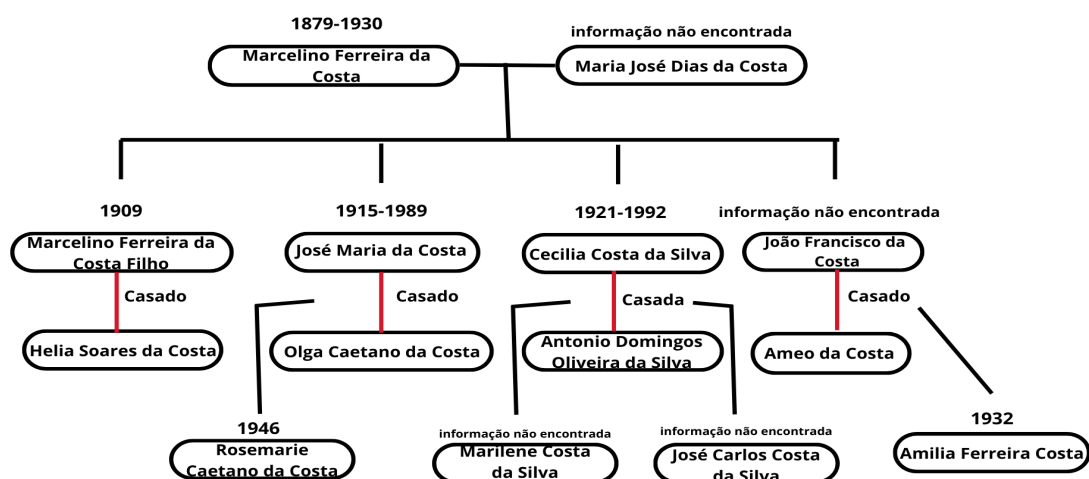 1879-1930
informação não encontrada
Marcelino Ferreira da
Costa
Maria José Dias da Costa
1909
1915-1989
1921-1992
informação não encontrada
Marcelino Ferreira da
Costa Filho
José Maria da Costa
Cecilia Costa da Silva
João Francisco da
Costa
Casado
Casado
Casada
Casado
Helia Soares da Costa
Olga Caetano da Costa
Antonio Domingos
Oliveira da Silva
Ameo da Costa
1946
Rosemarie
Caetano da Costa
informação não encontrada
Marilene Costa
da Silva
informação não encontrada
José Carlos Costa
da Silva
1932
Amilia Ferreira Costa